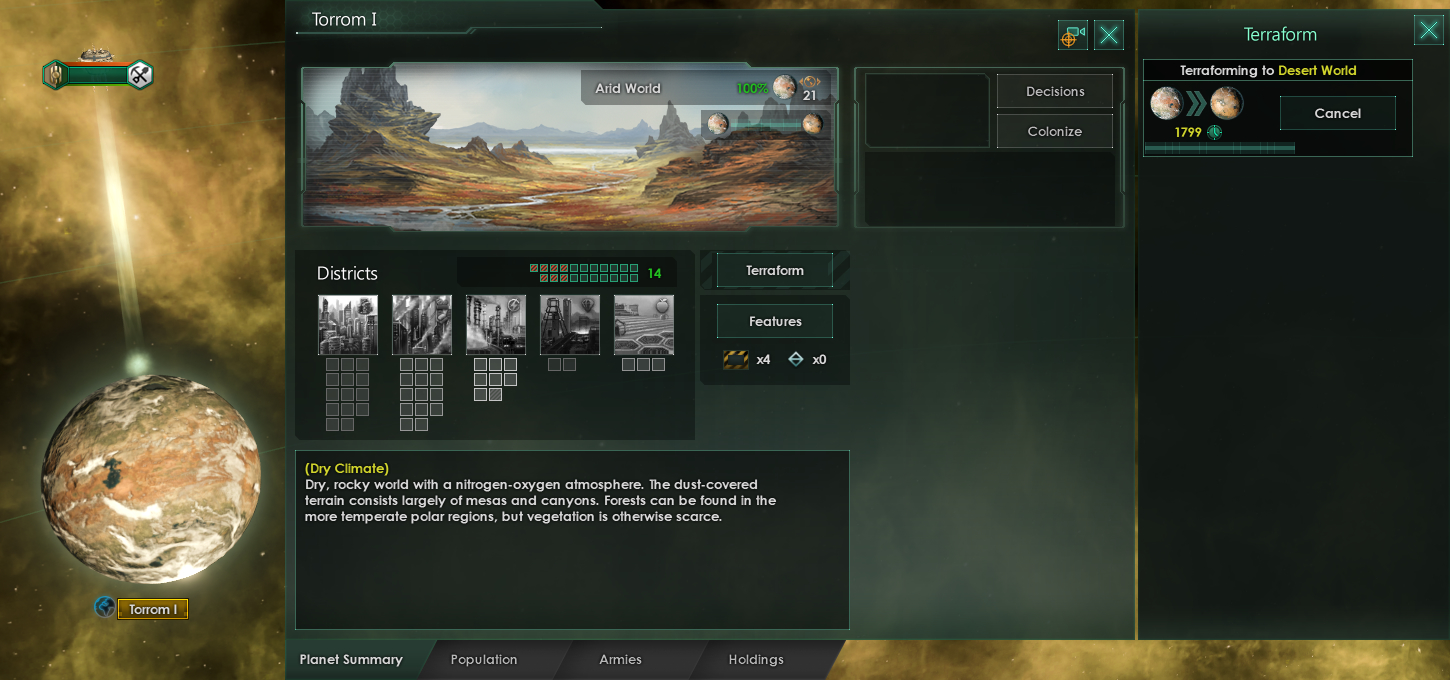 Torrom I
Terraform
Arid World
100%
21
Decisions
Colonize
Terraforming to Desert World
1799
Cancel
Districts
14
Terraform
Features
x4
x0
(Dry Climate)
Dry, rocky world with a nitrogen-oxygen atmosphere. The dust-covered
terrain consists largely of mesas and canyons. Forests can be found in the
more temperate polar regions, but vegetation is otherwise scarce.
Torrom I
Planet Summary
Population
Armies
Holdings